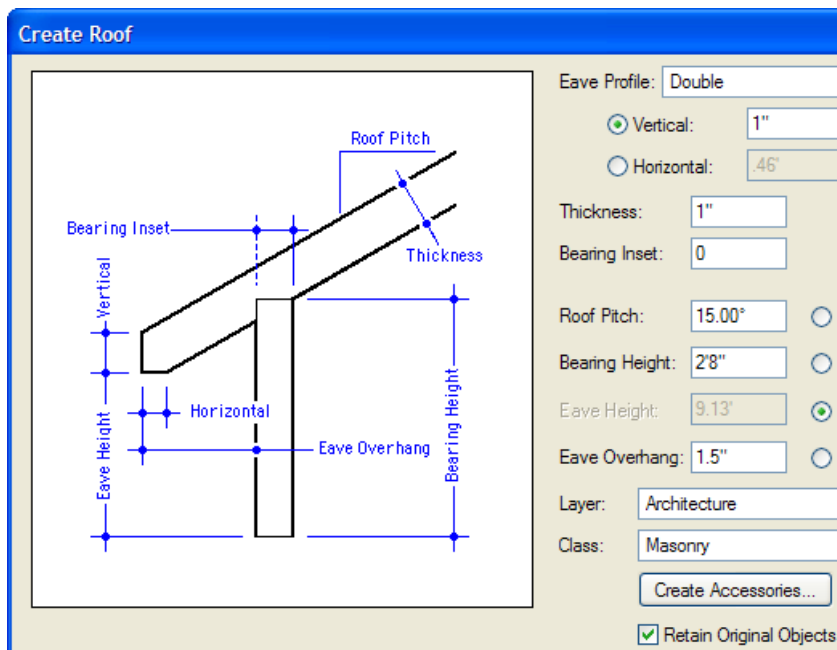 Create Roof
Eave Profile: Double
Vertical: 1"
Horizontal: .46'
Thickness: 1"
Bearing Inset: 0
Roof Pitch: 15.00°
Bearing Height: 2'8"
Eave Height: 9.13'
Eave Overhang: 1.5"
Layer: Architecture
Class: Masonry
Create Accessories...
Retain Original Objects
Roof Pitch
Bearing Inset
Thickness
Vertical
Horizontal
Eave Height
Eave Overhang
Bearing Height